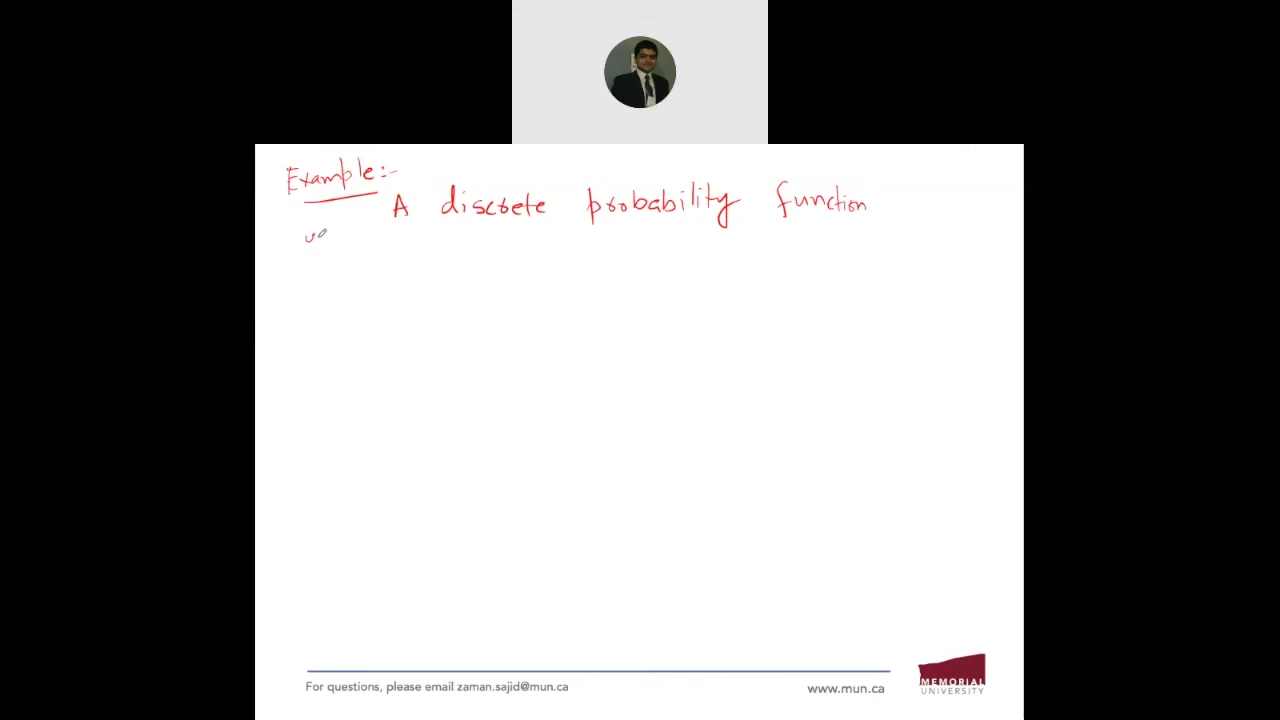 Example:-
A discrete probability function
For questions, please email zaman.sajid@mun.ca
www.mun.ca
MEMORIAL
UNIVERSITY